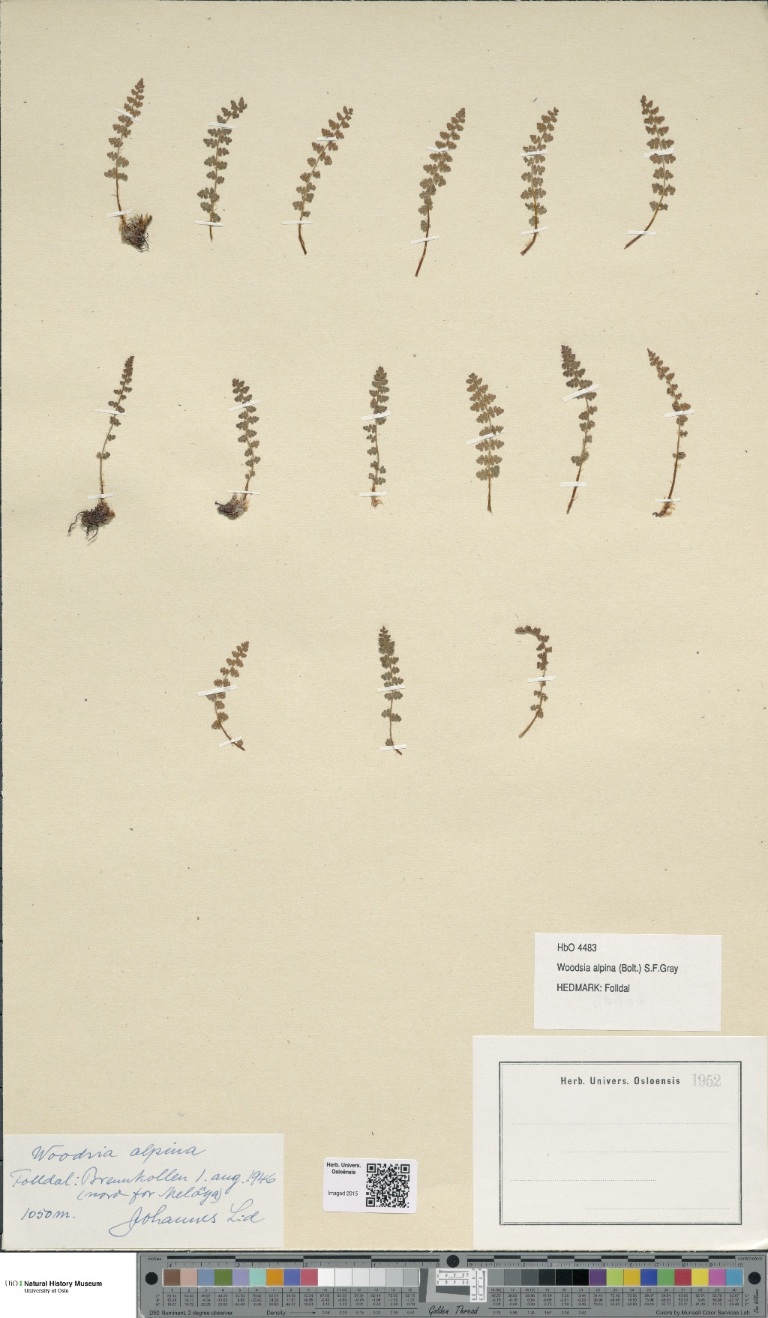 HbO 4483
Woodsia alpina (Bolt.) S.F.Gray
HEDMARK: Folldal
Herb. Univers. Osloensis 1952
Woodsia alpina
Folldal: Brennkollen 1. aug. 1946
(nord for Meløya)
1050 m.
Johannes Lid
Herb. Univers.
Osloënsis
Imaged 2015
UiO Natural History Museum
University of Oslo
D50 Illuminant, 2 degree observer
Density
Golden Thread
Colors by Munsell Color Services Lab